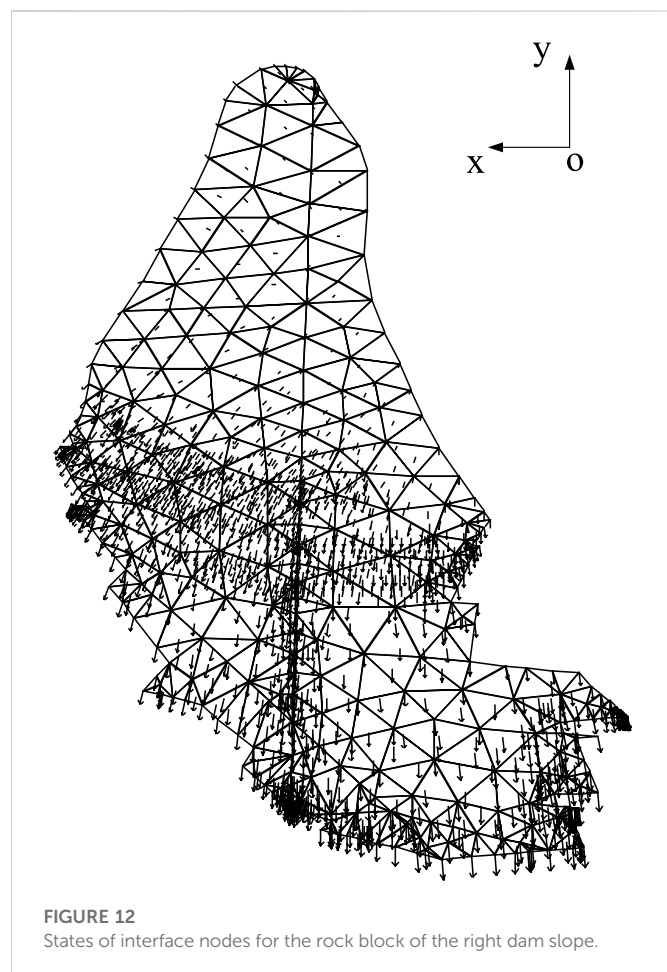 y
x
o
FIGURE 12
States of interface nodes for the rock block of the right dam slope.